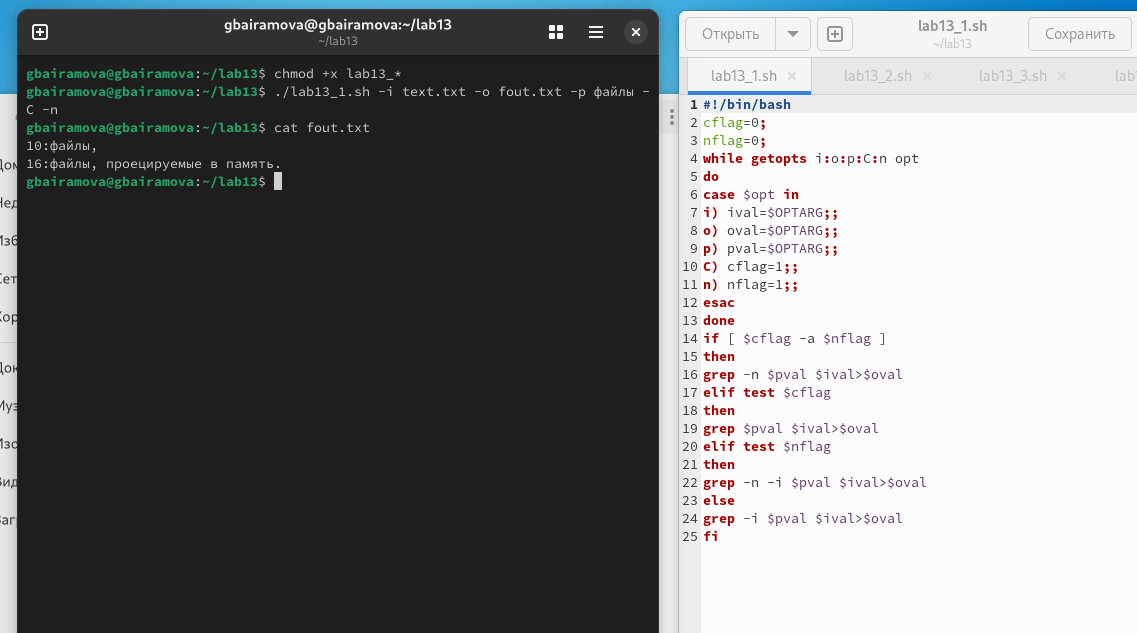 gbairamova@gbairamova:~/lab13
~/lab13
gbairamova@gbairamova:~/lab13$ chmod +x lab13_*
gbairamova@gbairamova:~/lab13$ ./lab13_1.sh -i text.txt -o fout.txt -p файлы -
C -n
gbairamova@gbairamova:~/lab13$ cat fout.txt
10:файлы,
16:файлы, проецируемые в память.
gbairamova@gbairamova:~/lab13$
Открыть
lab13_1.sh
~/lab13
Сохранить
lab13_1.sh × lab13_2.sh × lab13_3.sh ×
1 #!/bin/bash
2 cflag=0;
3 nflag=0;
4 while getopts i:o:p:C:n opt
5 do
6 case $opt in
7 i) ival=$OPTARG;;
8 o) oval=$OPTARG;;
9 p) pval=$OPTARG;;
10 C) cflag=1;;
11 n) nflag=1;;
12 esac
13 done
14 if [ $cflag -a $nflag ]
15 then
16 grep -n $pval $ival>$oval
17 elif test $cflag
18 then
19 grep $pval $ival>$oval
20 elif test $nflag
21 then
22 grep -n -i $pval $ival>$oval
23 else
24 grep -i $pval $ival>$oval
25 fi